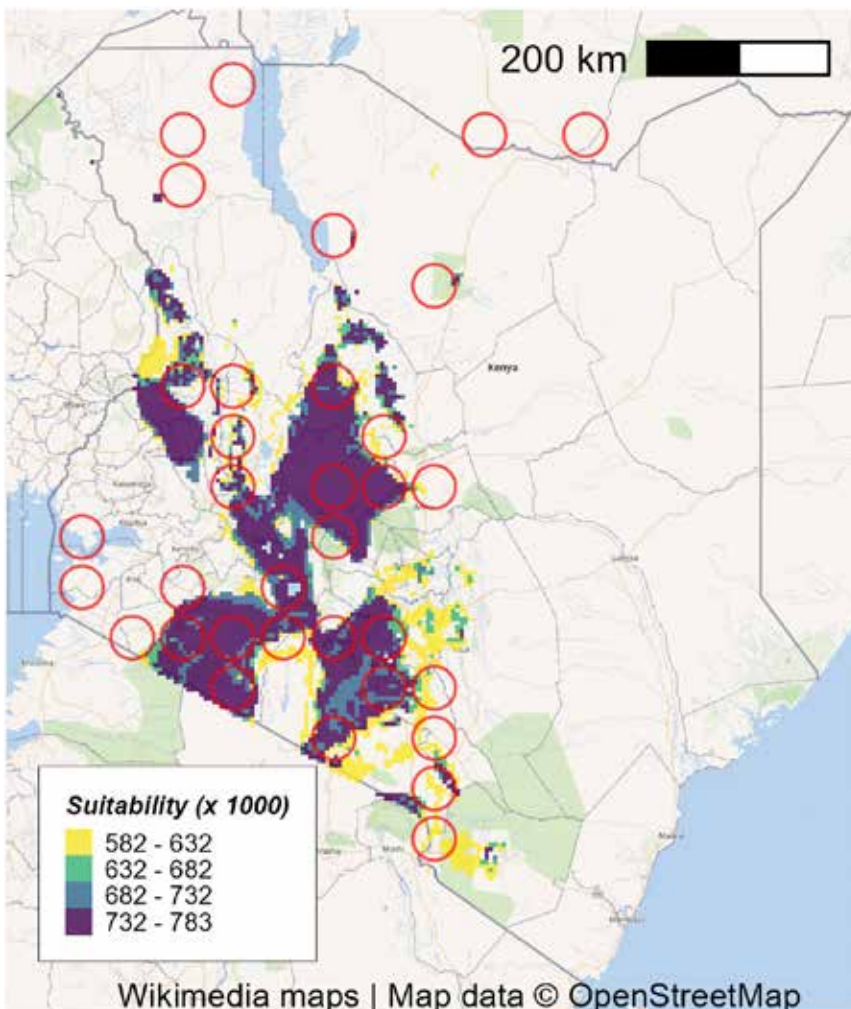 200 km
Kenya
Suitability (x 1000)
582 - 632
632 - 682
682 - 732
732 - 783
Wikimedia maps | Map data © OpenStreetMap